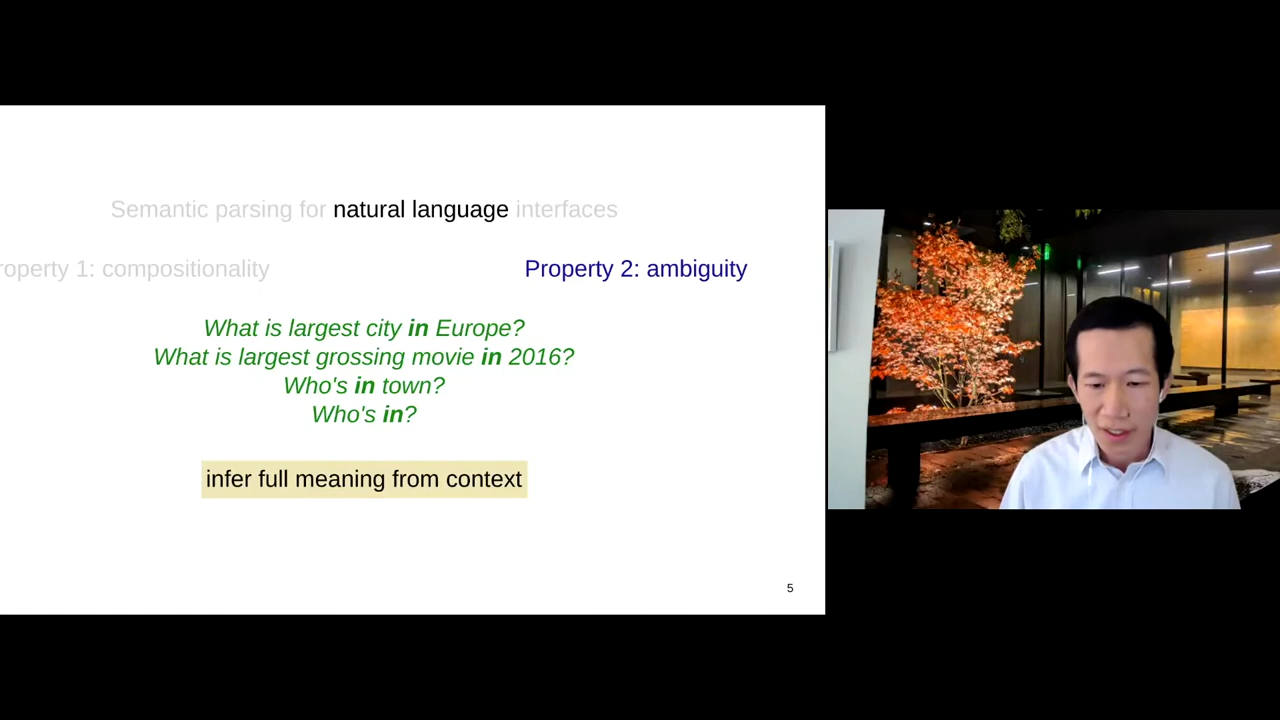 Semantic parsing for natural language interfaces
roperty 1: compositionality
Property 2: ambiguity
What is largest city in Europe?
What is largest grossing movie in 2016?
Who's in town?
Who's in?
infer full meaning from context
5